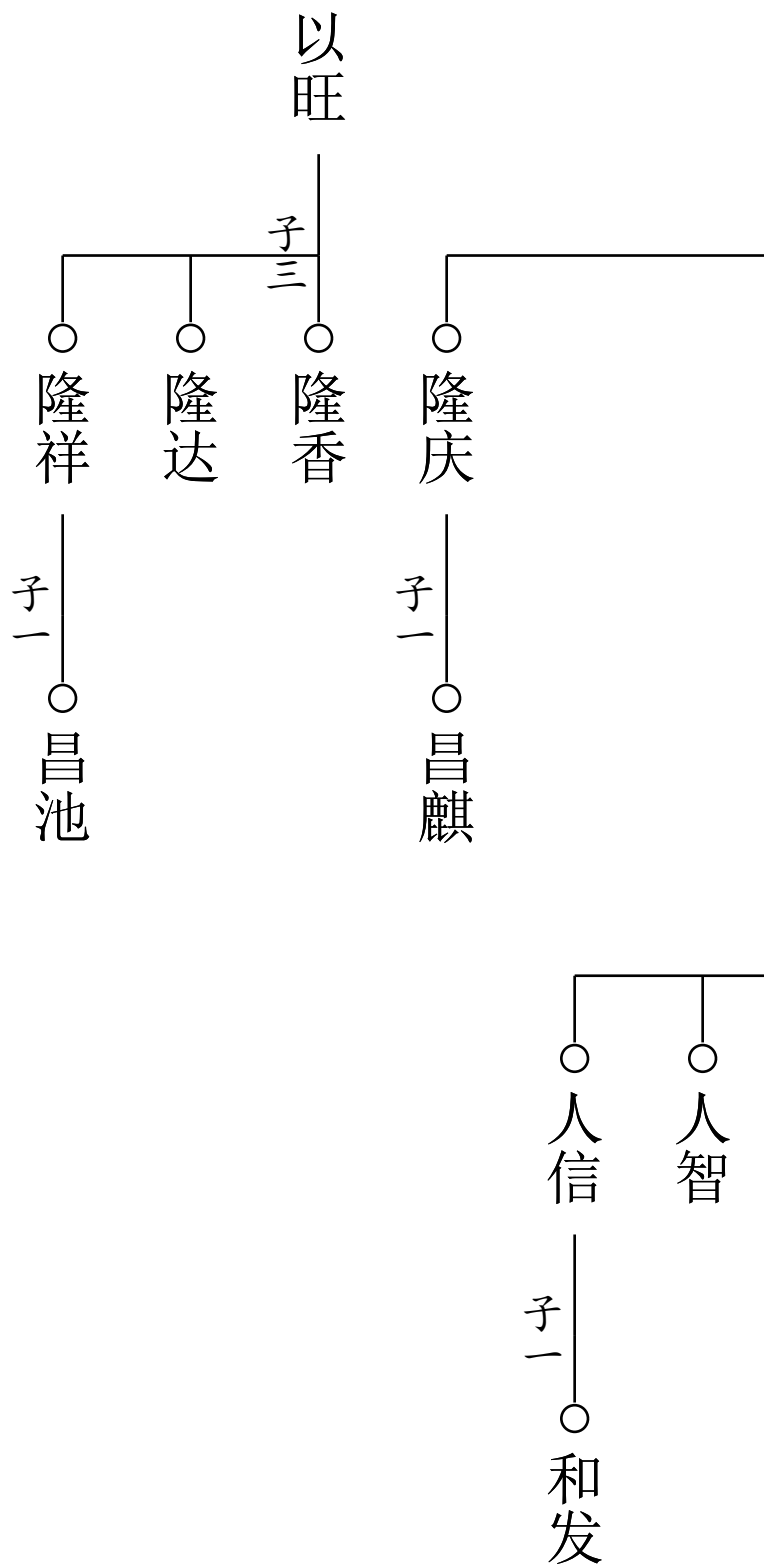 以旺
子三
隆庆
隆香
隆达
隆祥
子一
子一
昌麒
昌池
人智
人信
子一
和发